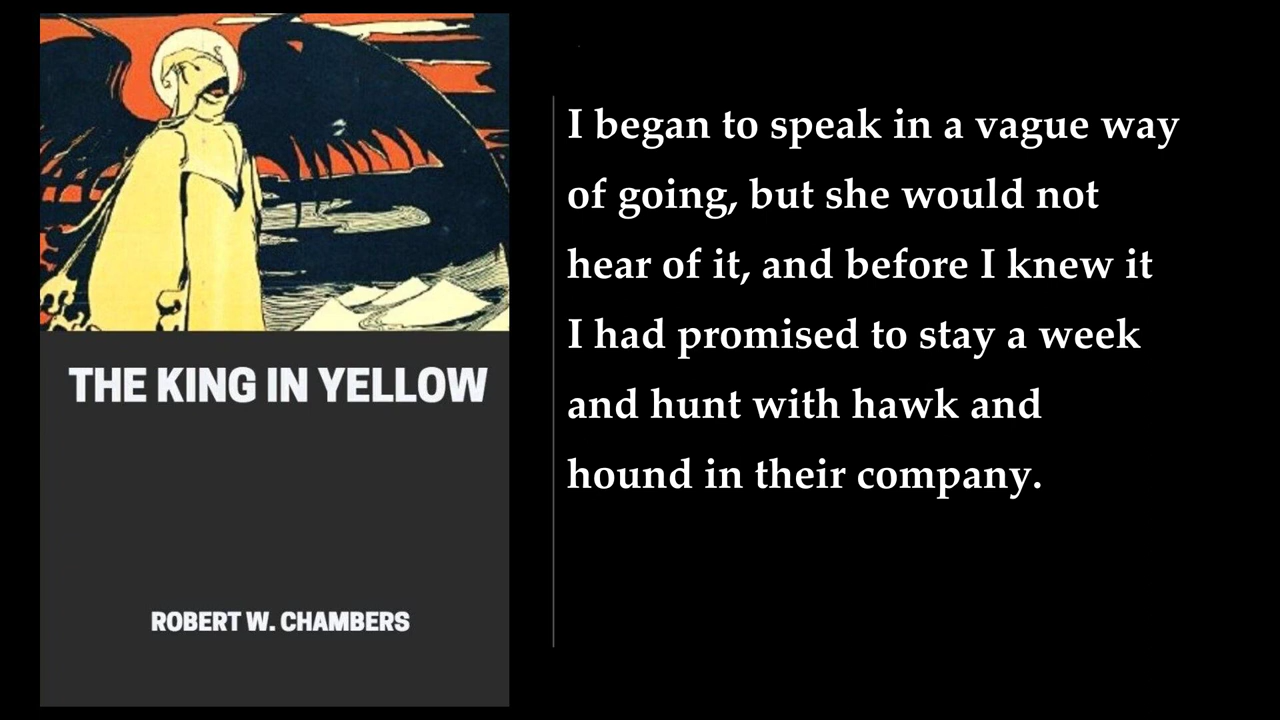 THE KING IN YELLOW
ROBERT W. CHAMBERS
I began to speak in a vague way
of going, but she would not
hear of it, and before I knew it
I had promised to stay a week
and hunt with hawk and
hound in their company.